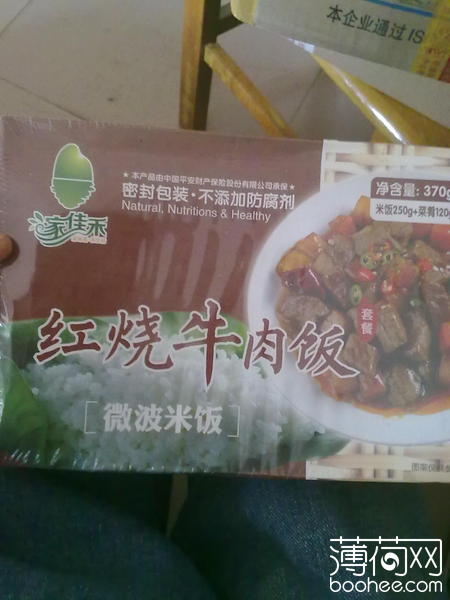 本企业通过IS
★本产品由中国平安财产保险股份有限公司承保★
密封包装·不添加防腐剂
Natural, Nutritions & Healthy
家佳禾
净含量: 370g
米饭250g+菜肴120g
套餐
红烧牛肉饭
[微波米饭]
薄荷网
boohee.com